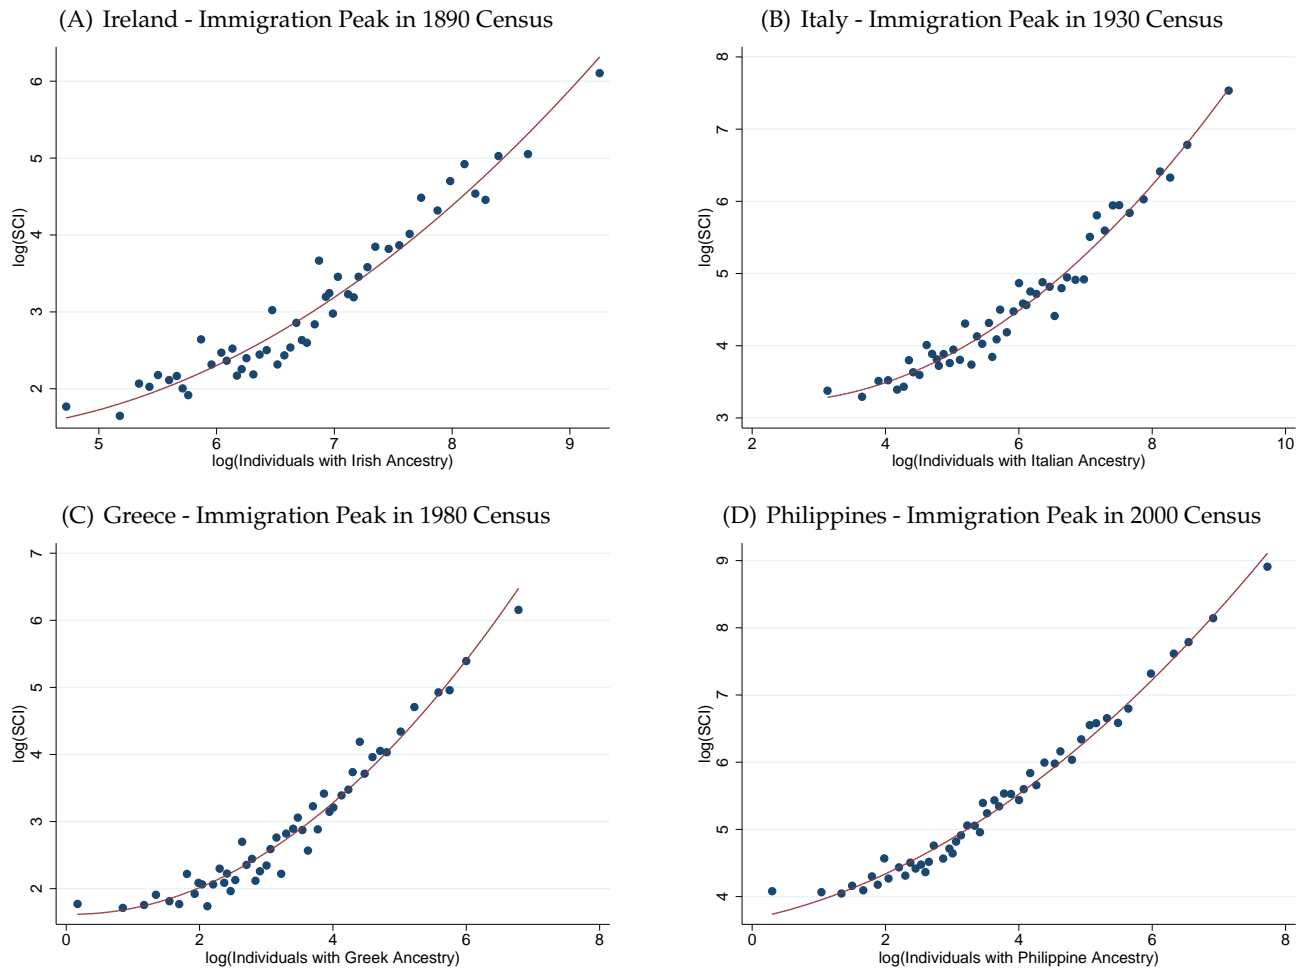 (A) Ireland - Immigration Peak in 1890 Census
6
5
4
3
2
log(SCI)
5 6 7 8 9
log(Individuals with Irish Ancestry)
(B) Italy - Immigration Peak in 1930 Census
8
7
6
5
4
3
log(SCI)
2 4 6 8 10
log(Individuals with Italian Ancestry)
(C) Greece - Immigration Peak in 1980 Census
7
6
5
4
3
2
log(SCI)
0 2 4 6 8
log(Individuals with Greek Ancestry)
(D) Philippines - Immigration Peak in 2000 Census
9
8
7
6
5
4
log(SCI)
0 2 4 6 8
log(Individuals with Philippine Ancestry)